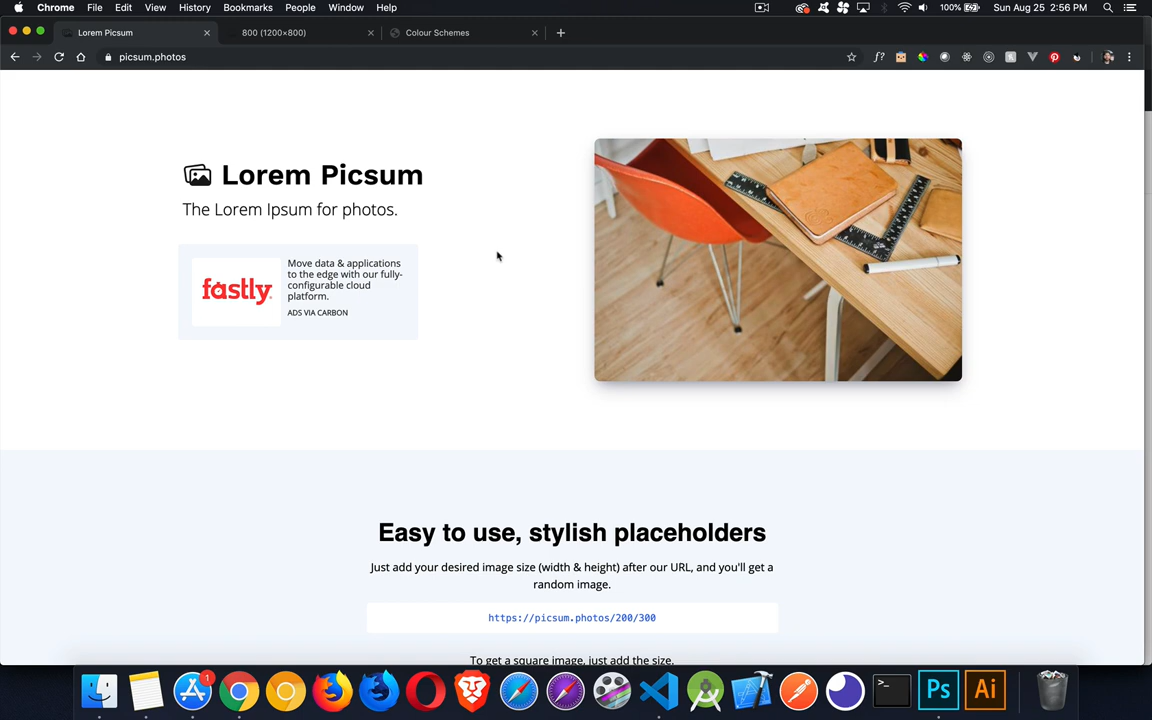 Chrome File Edit View History Bookmarks People Window Help 100% Sun Aug 25 2:56 PM
Lorem Picsum 800 (1200×800) Colour Schemes
picsum.photos
f?
Lorem Picsum
The Lorem Ipsum for photos.
fastly
Move data & applications
to the edge with our fully-
configurable cloud
platform.
ADS VIA CARBON
Easy to use, stylish placeholders
Just add your desired image size (width & height) after our URL, and you'll get a
random image.
https://picsum.photos/200/300
To get a square image, just add the size.
1
>_
Ps
Ai